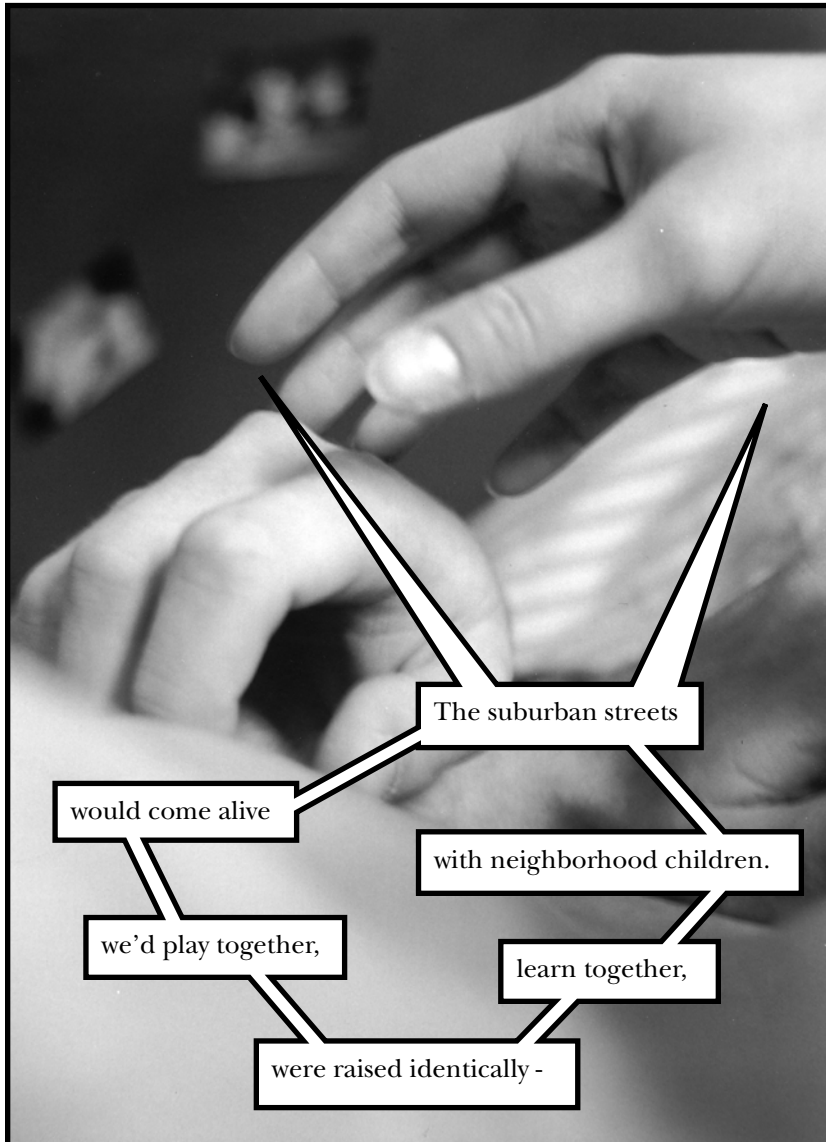 The suburban streets
would come alive
with neighborhood children.
we’d play together,
learn together,
were raised identically -